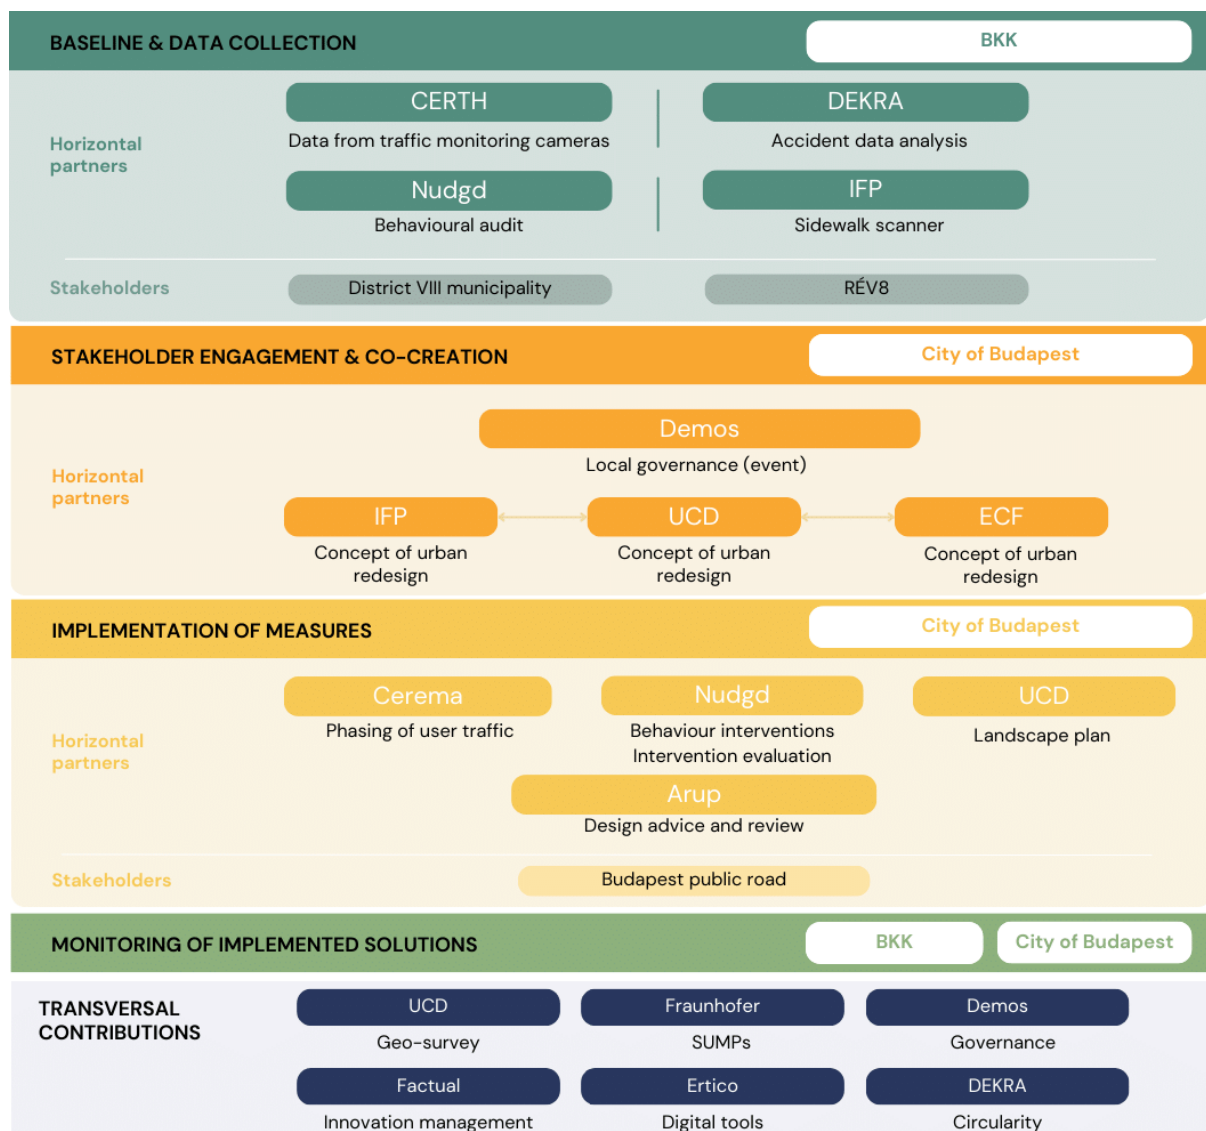 BASELINE & DATA COLLECTION
BKK
Horizontal
partners
CERTH
Data from traffic monitoring cameras
DEKRA
Accident data analysis
Nudgd
Behavioural audit
IFP
Sidewalk scanner
Stakeholders
District VIII municipality
RÉV8
STAKEHOLDER ENGAGEMENT & CO-CREATION
City of Budapest
Horizontal
partners
Demos
Local governance (event)
IFP
Concept of urban
redesign
UCD
Concept of urban
redesign
ECF
Concept of urban
redesign
IMPLEMENTATION OF MEASURES
City of Budapest
Horizontal
partners
Cerema
Phasing of user traffic
Nudgd
Behaviour interventions
Intervention evaluation
UCD
Landscape plan
Arup
Design advice and review
Stakeholders
Budapest public road
MONITORING OF IMPLEMENTED SOLUTIONS
BKK
City of Budapest
TRANSVERSAL
CONTRIBUTIONS
UCD
Geo-survey
Fraunhofer
SUMPs
Demos
Governance
Factual
Innovation management
Ertico
Digital tools
DEKRA
Circularity